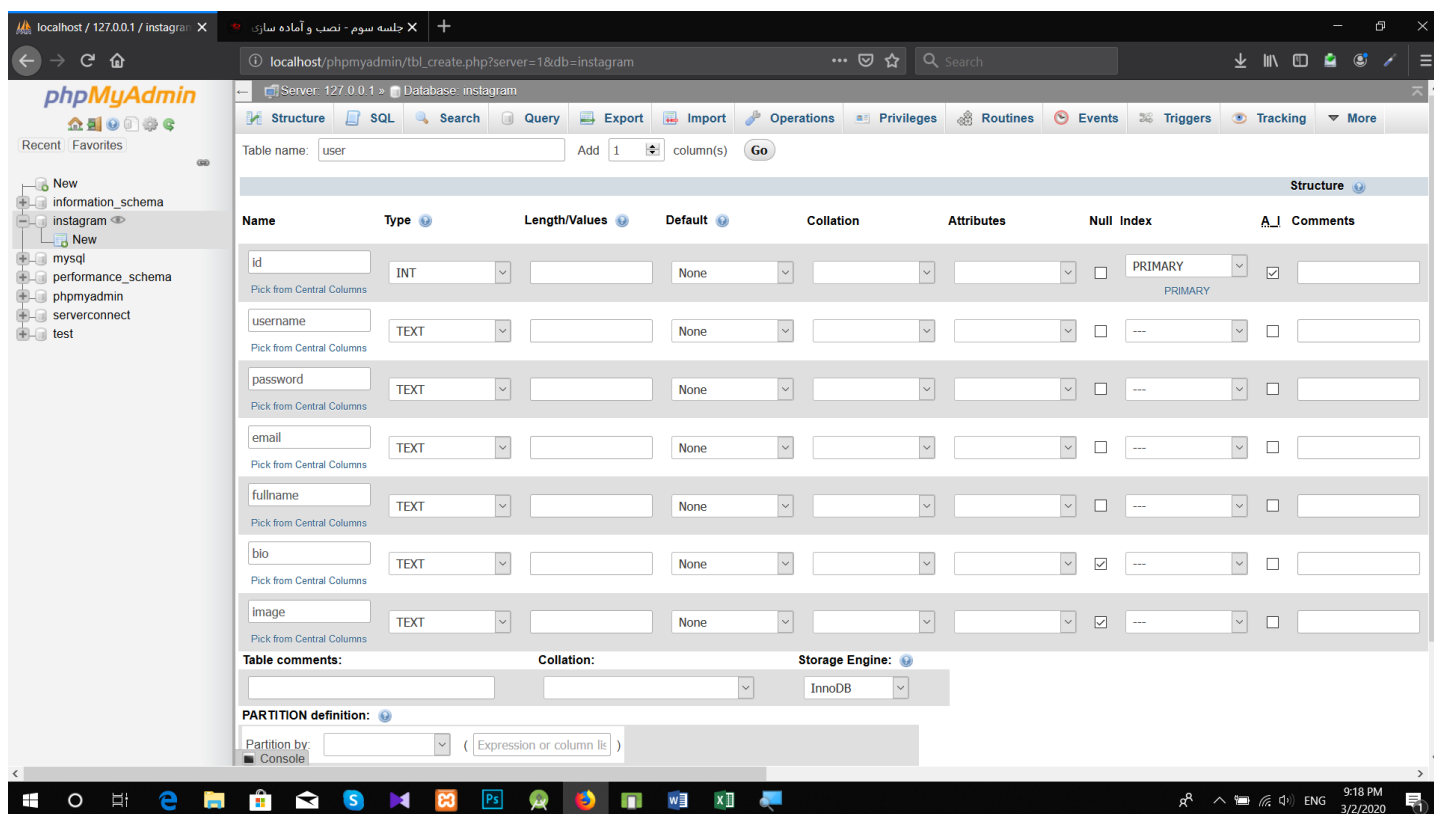 localhost / 127.0.0.1 / instagram
جلسه سوم - نصب و آماده سازی
localhost/phpmyadmin/tbl_create.php?server=1&db=instagram
Search
phpMyAdmin
Recent Favorites
New
information_schema
instagram
New
mysql
performance_schema
phpmyadmin
serverconnect
test
Server: 127.0.0.1 » Database: instagram
Structure SQL Search Query Export Import Operations Privileges Routines Events Triggers Tracking More
Table name: user Add 1 column(s) Go
Structure
Name Type Length/Values Default Collation Attributes Null Index A_I Comments
id INT None PRIMARY
Pick from Central Columns PRIMARY
username TEXT None ---
Pick from Central Columns
password TEXT None ---
Pick from Central Columns
email TEXT None ---
Pick from Central Columns
fullname TEXT None ---
Pick from Central Columns
bio TEXT None ---
Pick from Central Columns
image TEXT None ---
Pick from Central Columns
Table comments: Collation: Storage Engine:
InnoDB
PARTITION definition:
Partition by: ( Expression or column lis )
Console
Ps
ENG
9:18 PM
3/2/2020
1